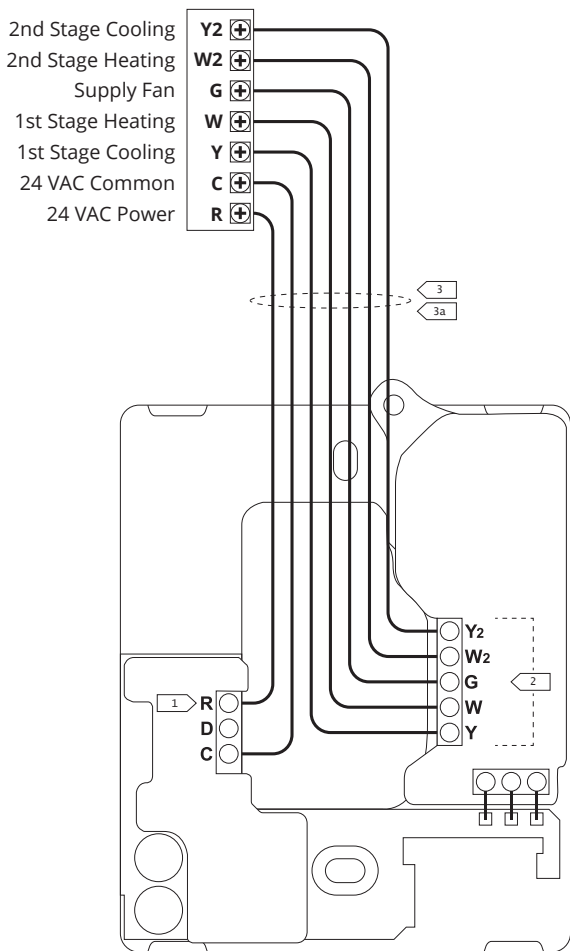 2nd Stage Cooling Y2
2nd Stage Heating W2
Supply Fan G
1st Stage Heating W
1st Stage Cooling Y
24 VAC Common C
24 VAC Power R
3
3a
Y2
W2
G
W
Y
2
1
R
D
C